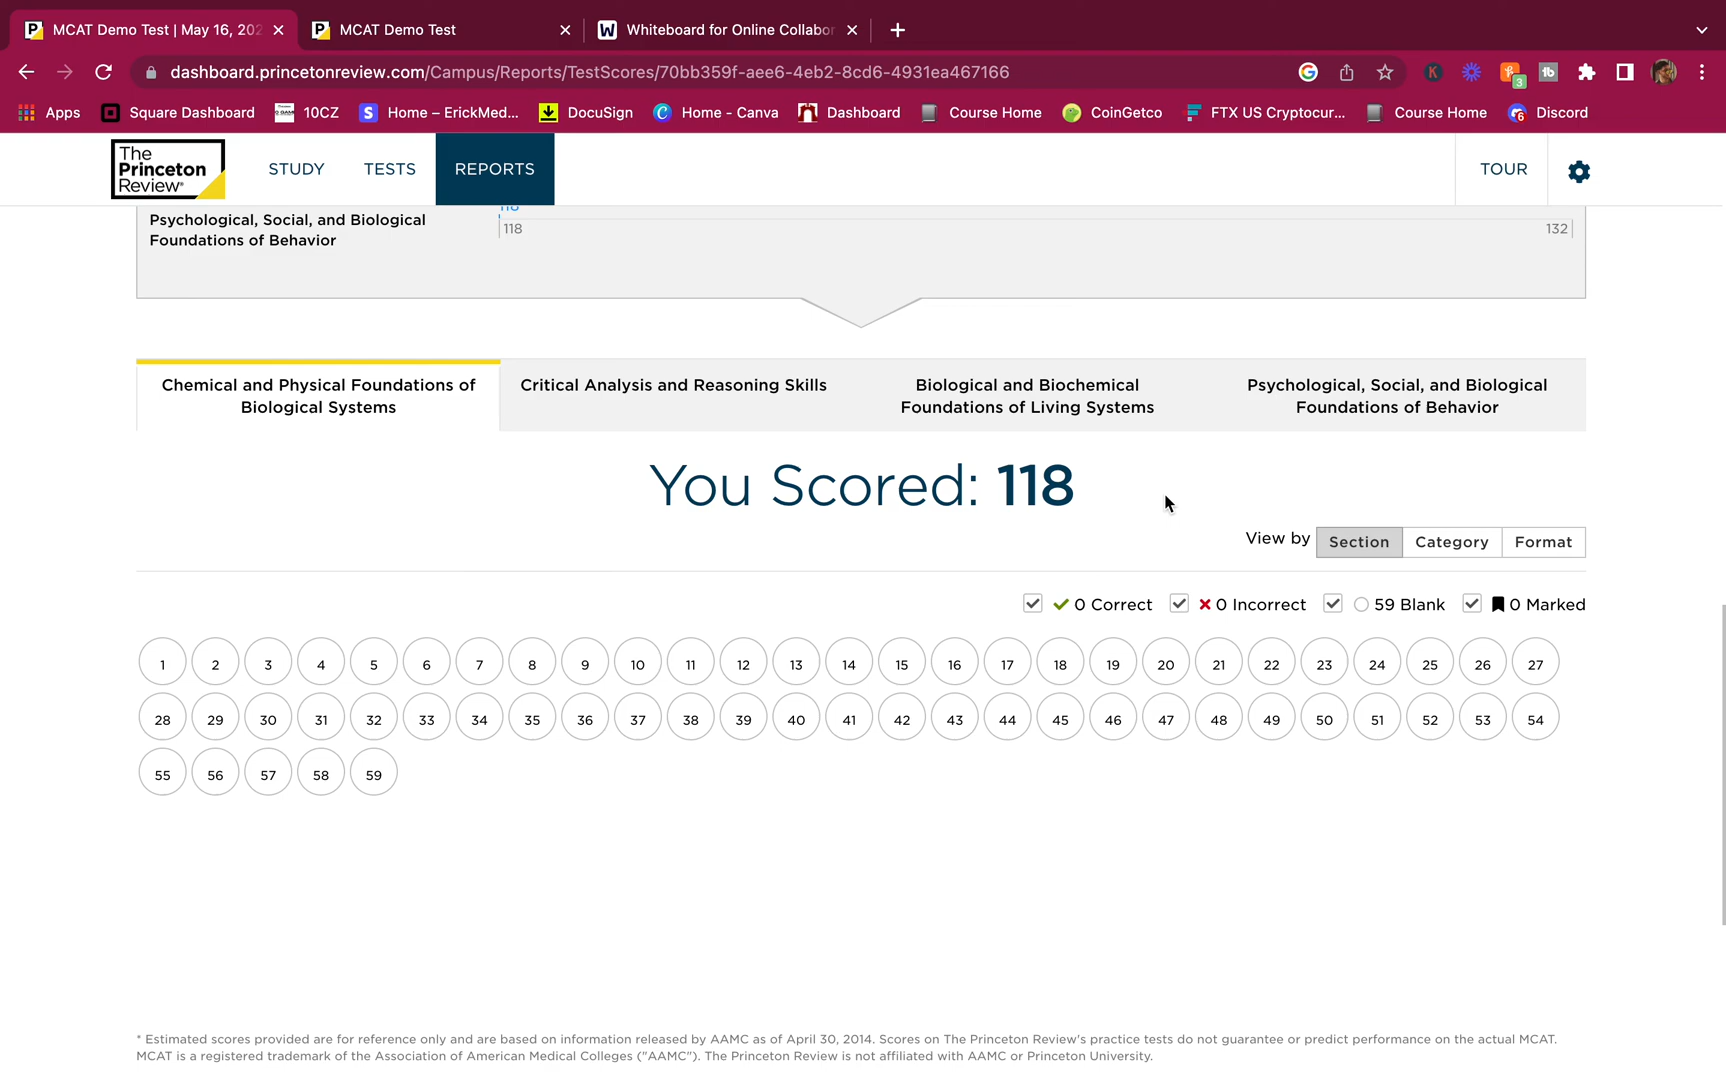 MCAT Demo Test | May 16, 202
MCAT Demo Test
Whiteboard for Online Collabor
dashboard.princetonreview.com/Campus/Reports/TestScores/70bb359f-aee6-4eb2-8cd6-4931ea467166
3
Apps
Square Dashboard
10CZ
Home – ErickMed...
DocuSign
Home - Canva
Dashboard
Course Home
CoinGetco
FTX US Cryptocur...
Course Home
6
Discord
The
Princeton
Review®
STUDY
TESTS
REPORTS
TOUR
118
Psychological, Social, and Biological
Foundations of Behavior
118
132
Chemical and Physical Foundations of
Biological Systems
Critical Analysis and Reasoning Skills
Biological and Biochemical
Foundations of Living Systems
Psychological, Social, and Biological
Foundations of Behavior
You Scored: 118
View by Section Category Format
0 Correct 0 Incorrect 59 Blank 0 Marked
1 2 3 4 5 6 7 8 9 10 11 12 13 14 15 16 17 18 19 20 21 22 23 24 25 26 27
28 29 30 31 32 33 34 35 36 37 38 39 40 41 42 43 44 45 46 47 48 49 50 51 52 53 54
55 56 57 58 59
* Estimated scores provided are for reference only and are based on information released by AAMC as of April 30, 2014. Scores on The Princeton Review's practice tests do not guarantee or predict performance on the actual MCAT.
MCAT is a registered trademark of the Association of American Medical Colleges ("AAMC"). The Princeton Review is not affiliated with AAMC or Princeton University.